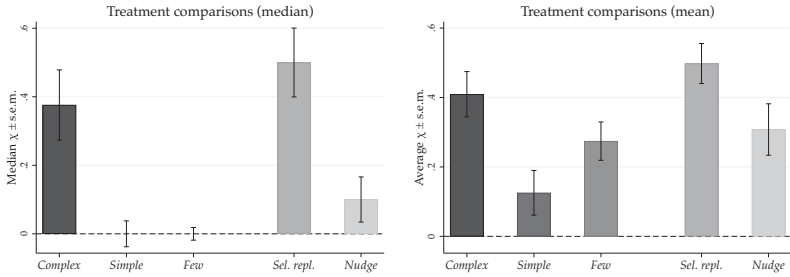 Treatment comparisons (median)
Median χ ± s.e.m.
.6
.4
.2
0
Complex Simple Few Sel. repl. Nudge
Treatment comparisons (mean)
Average χ ± s.e.m.
.6
.4
.2
0
Complex Simple Few Sel. repl. Nudge